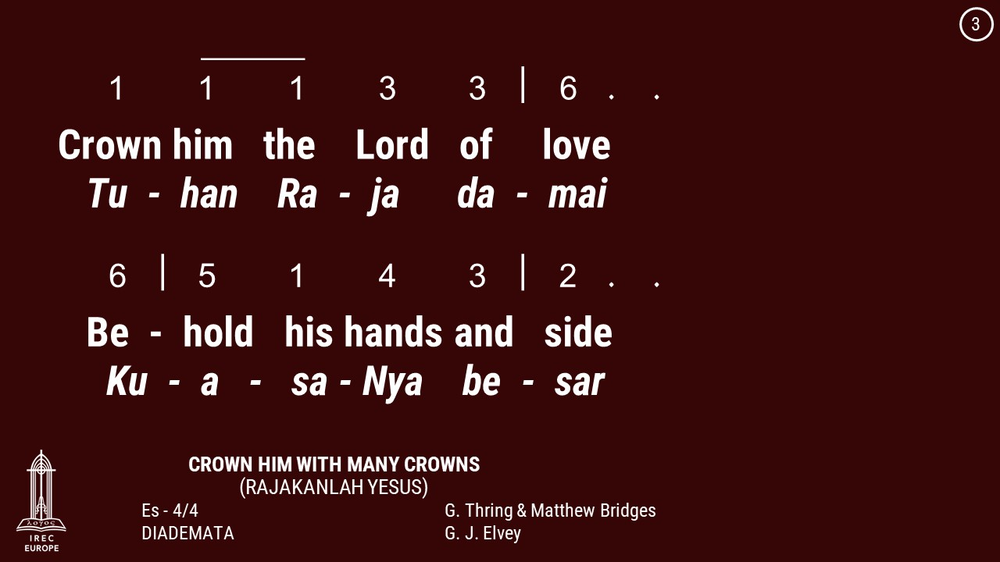 3
1 1 1 3 3 | 6 . .
Crown him the Lord of love
Tu - han Ra - ja da - mai
6 | 5 1 4 3 | 2 . .
Be - hold his hands and side
Ku - a - sa - Nya be - sar
CROWN HIM WITH MANY CROWNS
(RAJAKANLAH YESUS)
Es - 4/4
G. Thring & Matthew Bridges
DIADEMATA
G. J. Elvey
λογος
IREC
EUROPE